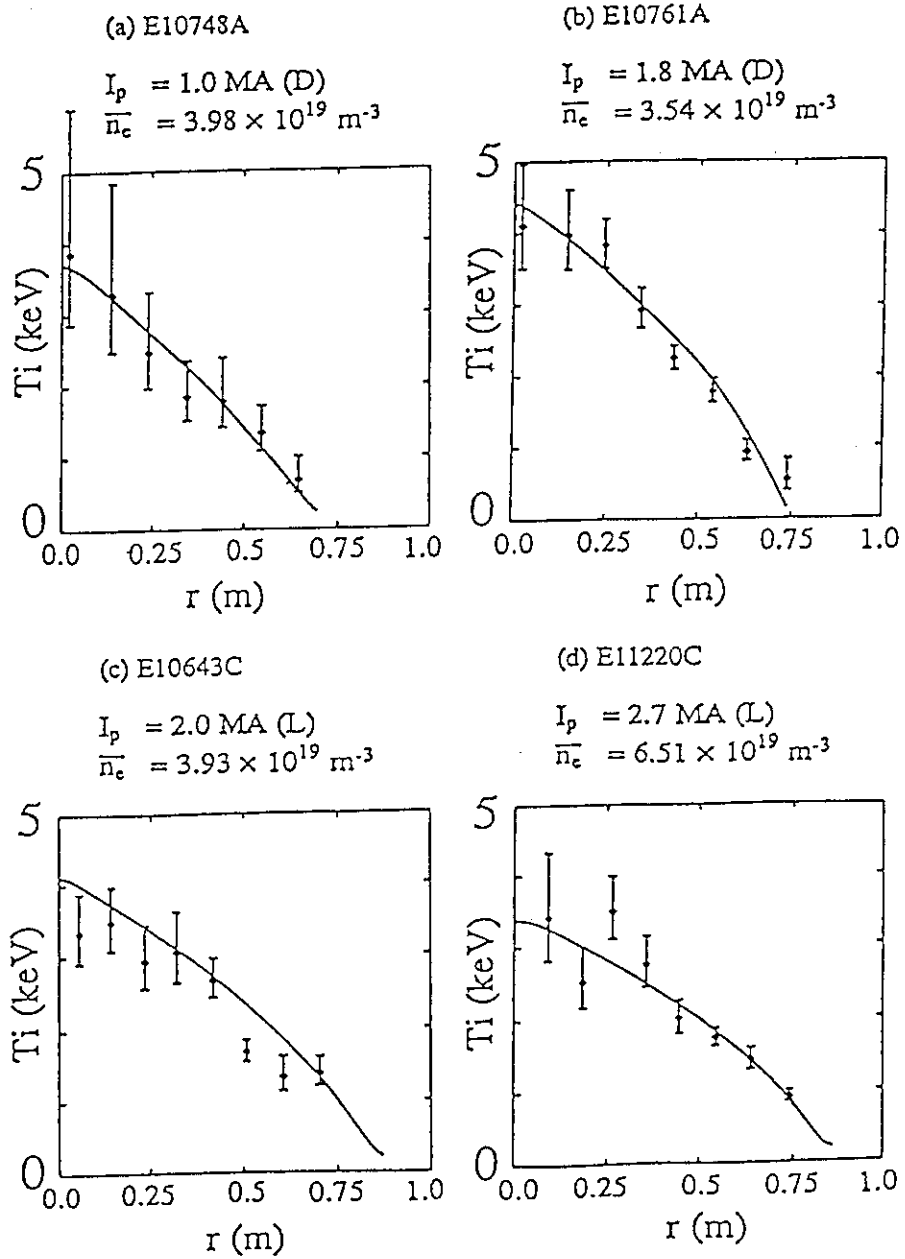 (a) E10748A
I_p = 1.0 MA (D)
n̅_e = 3.98 × 10^19 m^-3
5
Ti (keV)
0
0.0 0.25 0.5 0.75 1.0
r (m)
(b) E10761A
I_p = 1.8 MA (D)
n̅_e = 3.54 × 10^19 m^-3
5
Ti (keV)
0
0.0 0.25 0.5 0.75 1.0
r (m)
(c) E10643C
I_p = 2.0 MA (L)
n̅_e = 3.93 × 10^19 m^-3
5
Ti (keV)
0
0.0 0.25 0.5 0.75 1.0
r (m)
(d) E11220C
I_p = 2.7 MA (L)
n̅_e = 6.51 × 10^19 m^-3
5
Ti (keV)
0
0.0 0.25 0.5 0.75 1.0
r (m)